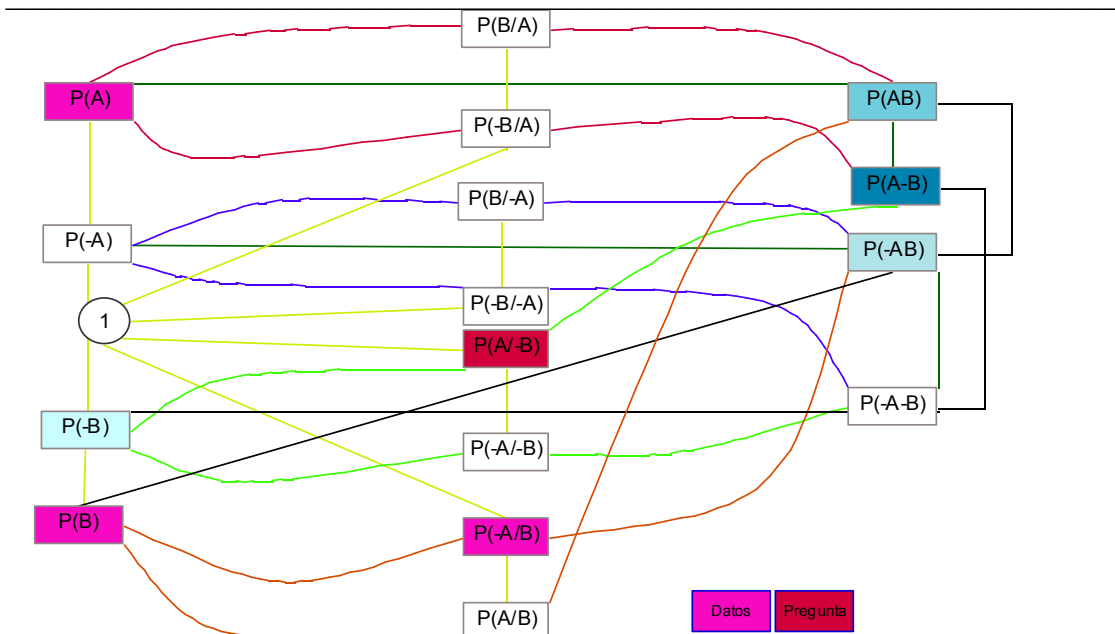 P(B/A)
P(A)
P(AB)
P(-B/A)
P(A-B)
P(B/-A)
P(-A)
P(-AB)
P(-B/-A)
1
P(A/-B)
P(-A-B)
P(-B)
P(-A/-B)
P(B)
P(-A/B)
P(A/B)
Datos
Pregunta